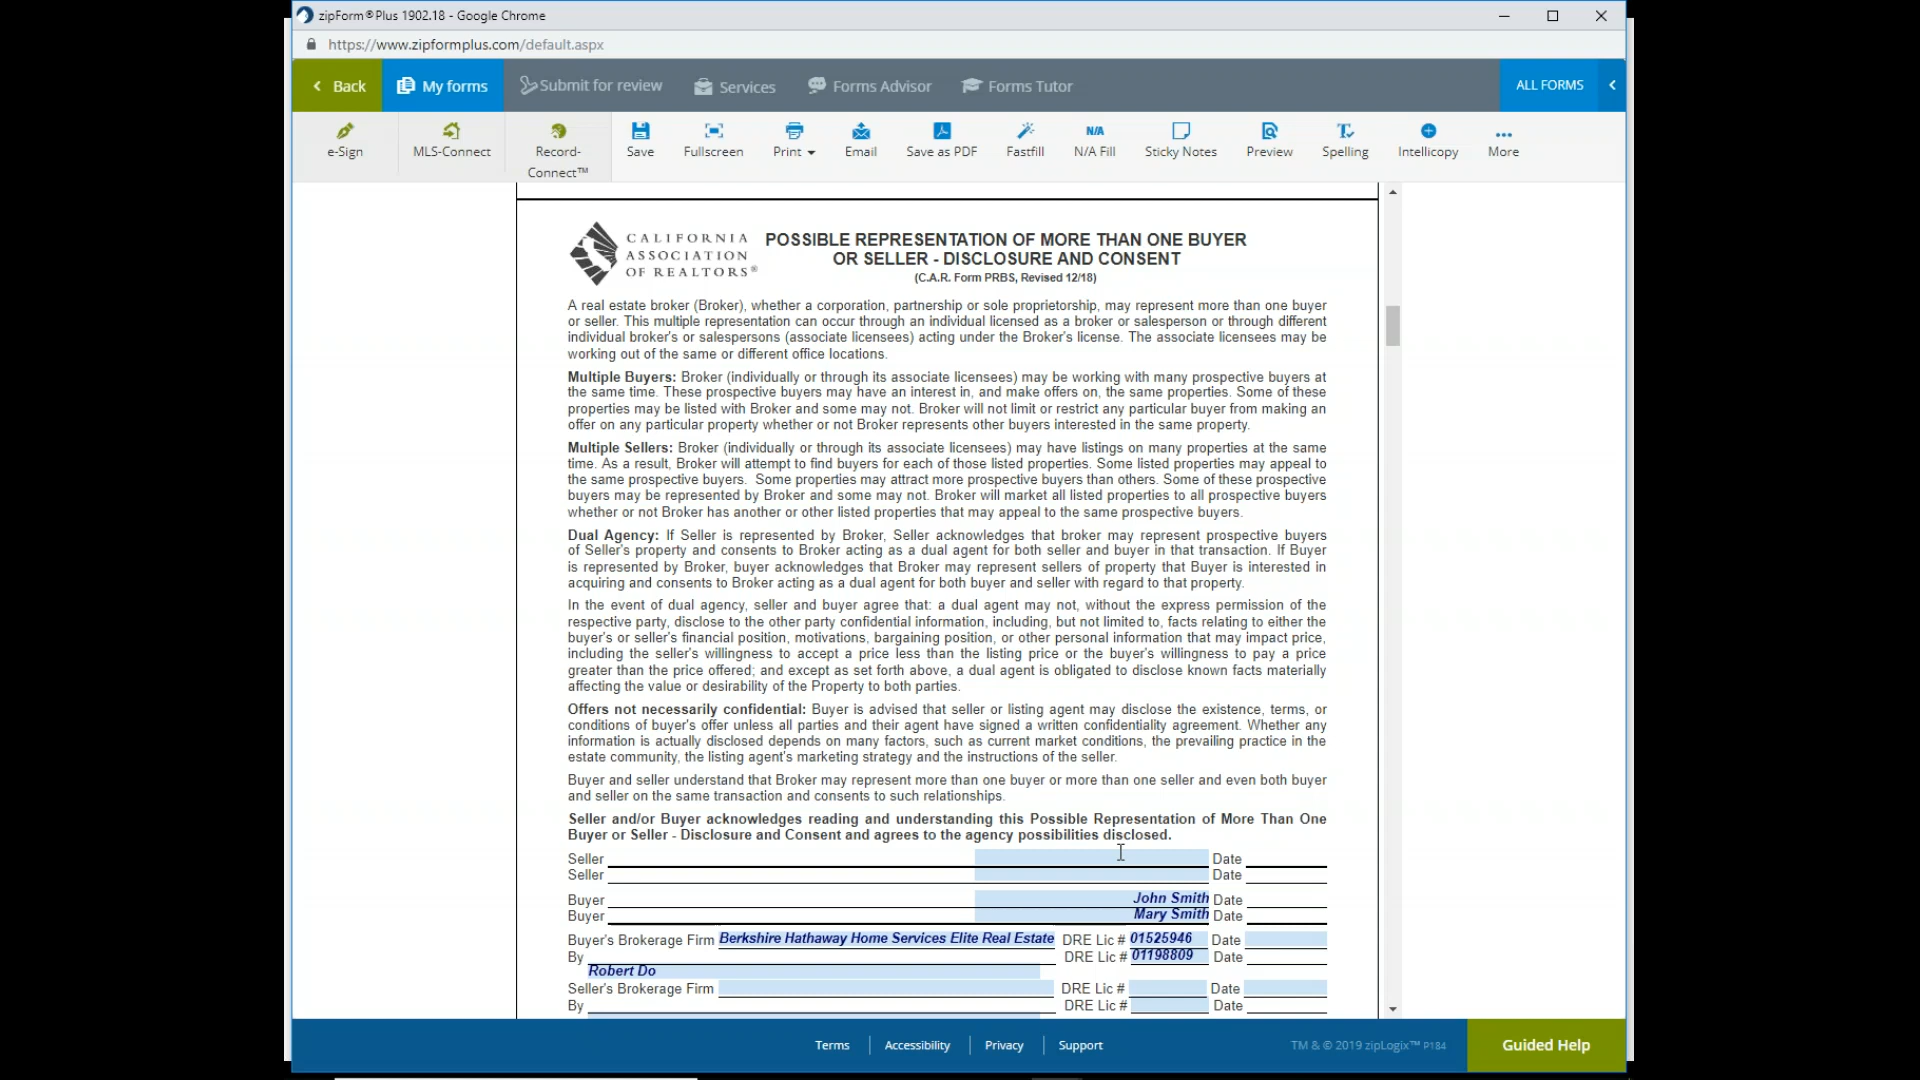 zipForm®Plus 1902.18 - Google Chrome
https://www.zipformplus.com/default.aspx
Back My forms Submit for review Services Forms Advisor Forms Tutor ALL FORMS
e-Sign MLS-Connect Record-Connect™ Save Fullscreen Print Email Save as PDF Fastfill N/A N/A Fill Sticky Notes Preview Spelling Intellicopy More
CALIFORNIA
ASSOCIATION
OF REALTORS®
POSSIBLE REPRESENTATION OF MORE THAN ONE BUYER
OR SELLER - DISCLOSURE AND CONSENT
(C.A.R. Form PRBS, Revised 12/18)
A real estate broker (Broker), whether a corporation, partnership or sole proprietorship, may represent more than one buyer
or seller. This multiple representation can occur through an individual licensed as a broker or salesperson or through different
individual broker's or salespersons (associate licensees) acting under the Broker's license. The associate licensees may be
working out of the same or different office locations.
Multiple Buyers: Broker (individually or through its associate licensees) may be working with many prospective buyers at
the same time. These prospective buyers may have an interest in, and make offers on, the same properties. Some of these
properties may be listed with Broker and some may not. Broker will not limit or restrict any particular buyer from making an
offer on any particular property whether or not Broker represents other buyers interested in the same property.
Multiple Sellers: Broker (individually or through its associate licensees) may have listings on many properties at the same
time. As a result, Broker will attempt to find buyers for each of those listed properties. Some listed properties may appeal to
the same prospective buyers. Some properties may attract more prospective buyers than others. Some of these prospective
buyers may be represented by Broker and some may not. Broker will market all listed properties to all prospective buyers
whether or not Broker has another or other listed properties that may appeal to the same prospective buyers.
Dual Agency: If Seller is represented by Broker, Seller acknowledges that broker may represent prospective buyers
of Seller's property and consents to Broker acting as a dual agent for both seller and buyer in that transaction. If Buyer
is represented by Broker, buyer acknowledges that Broker may represent sellers of property that Buyer is interested in
acquiring and consents to Broker acting as a dual agent for both buyer and seller with regard to that property.
In the event of dual agency, seller and buyer agree that: a dual agent may not, without the express permission of the
respective party, disclose to the other party confidential information, including, but not limited to, facts relating to either the
buyer's or seller's financial position, motivations, bargaining position, or other personal information that may impact price,
including the seller's willingness to accept a price less than the listing price or the buyer's willingness to pay a price
greater than the price offered; and except as set forth above, a dual agent is obligated to disclose known facts materially
affecting the value or desirability of the Property to both parties.
Offers not necessarily confidential: Buyer is advised that seller or listing agent may disclose the existence, terms, or
conditions of buyer's offer unless all parties and their agent have signed a written confidentiality agreement. Whether any
information is actually disclosed depends on many factors, such as current market conditions, the prevailing practice in the
estate community, the listing agent's marketing strategy and the instructions of the seller.
Buyer and seller understand that Broker may represent more than one buyer or more than one seller and even both buyer
and seller on the same transaction and consents to such relationships.
Seller and/or Buyer acknowledges reading and understanding this Possible Representation of More Than One
Buyer or Seller - Disclosure and Consent and agrees to the agency possibilities disclosed.
Seller Date
Seller Date
Buyer John Smith Date
Buyer Mary Smith Date
Buyer's Brokerage Firm Berkshire Hathaway Home Services Elite Real Estate DRE Lic # 01525946 Date
By DRE Lic # 01198809 Date
Robert Do
Seller's Brokerage Firm DRE Lic # Date
By DRE Lic # Date
Terms Accessibility Privacy Support TM & © 2019 zipLogix™ P184 Guided Help